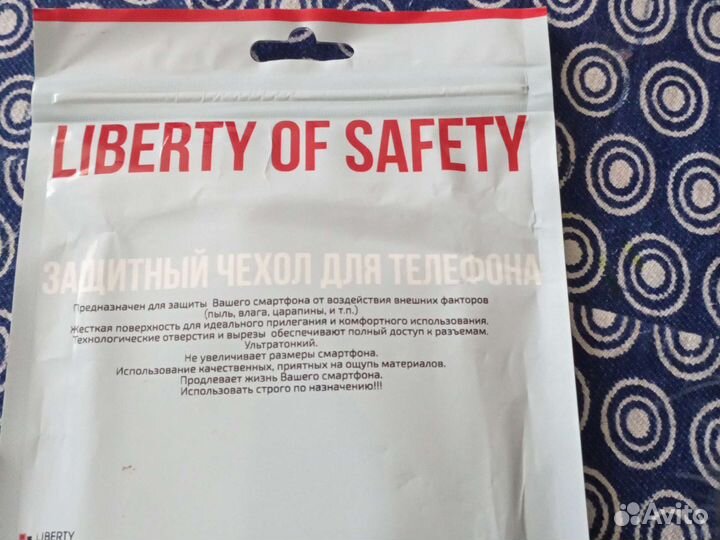 LIBERTY OF SAFETY
ЗАЩИТНЫЙ ЧЕХОЛ ДЛЯ ТЕЛЕФОНА
Предназначен для защиты Вашего смартфона от воздействия внешних факторов
(пыль, влага, царапины, и т.п.)
Жесткая поверхность для идеального прилегания и комфортного использования.
Технологические отверстия и вырезы обеспечивают полный доступ к разъемам.
Ультратонкий.
Не увеличивает размеры смартфона.
Использование качественных, приятных на ощупь материалов.
Продлевает жизнь Вашего смартфона.
Использовать строго по назначению!!!
LIBERTY
Avito